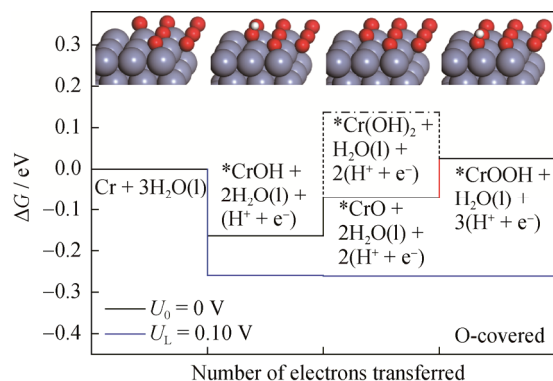 0.3
0.2
0.1
0.0
−0.1
−0.2
−0.3
−0.4
ΔG / eV
Cr + 3H₂O(l)
*CrOH +
2H₂O(l) +
(H⁺ + e⁻)
*Cr(OH)₂ +
H₂O(l) +
2(H⁺ + e⁻)
*CrO +
2H₂O(l) +
2(H⁺ + e⁻)
*CrOOH +
H₂O(l) +
3(H⁺ + e⁻)
U₀ = 0 V
U_L = 0.10 V
O-covered
Number of electrons transferred